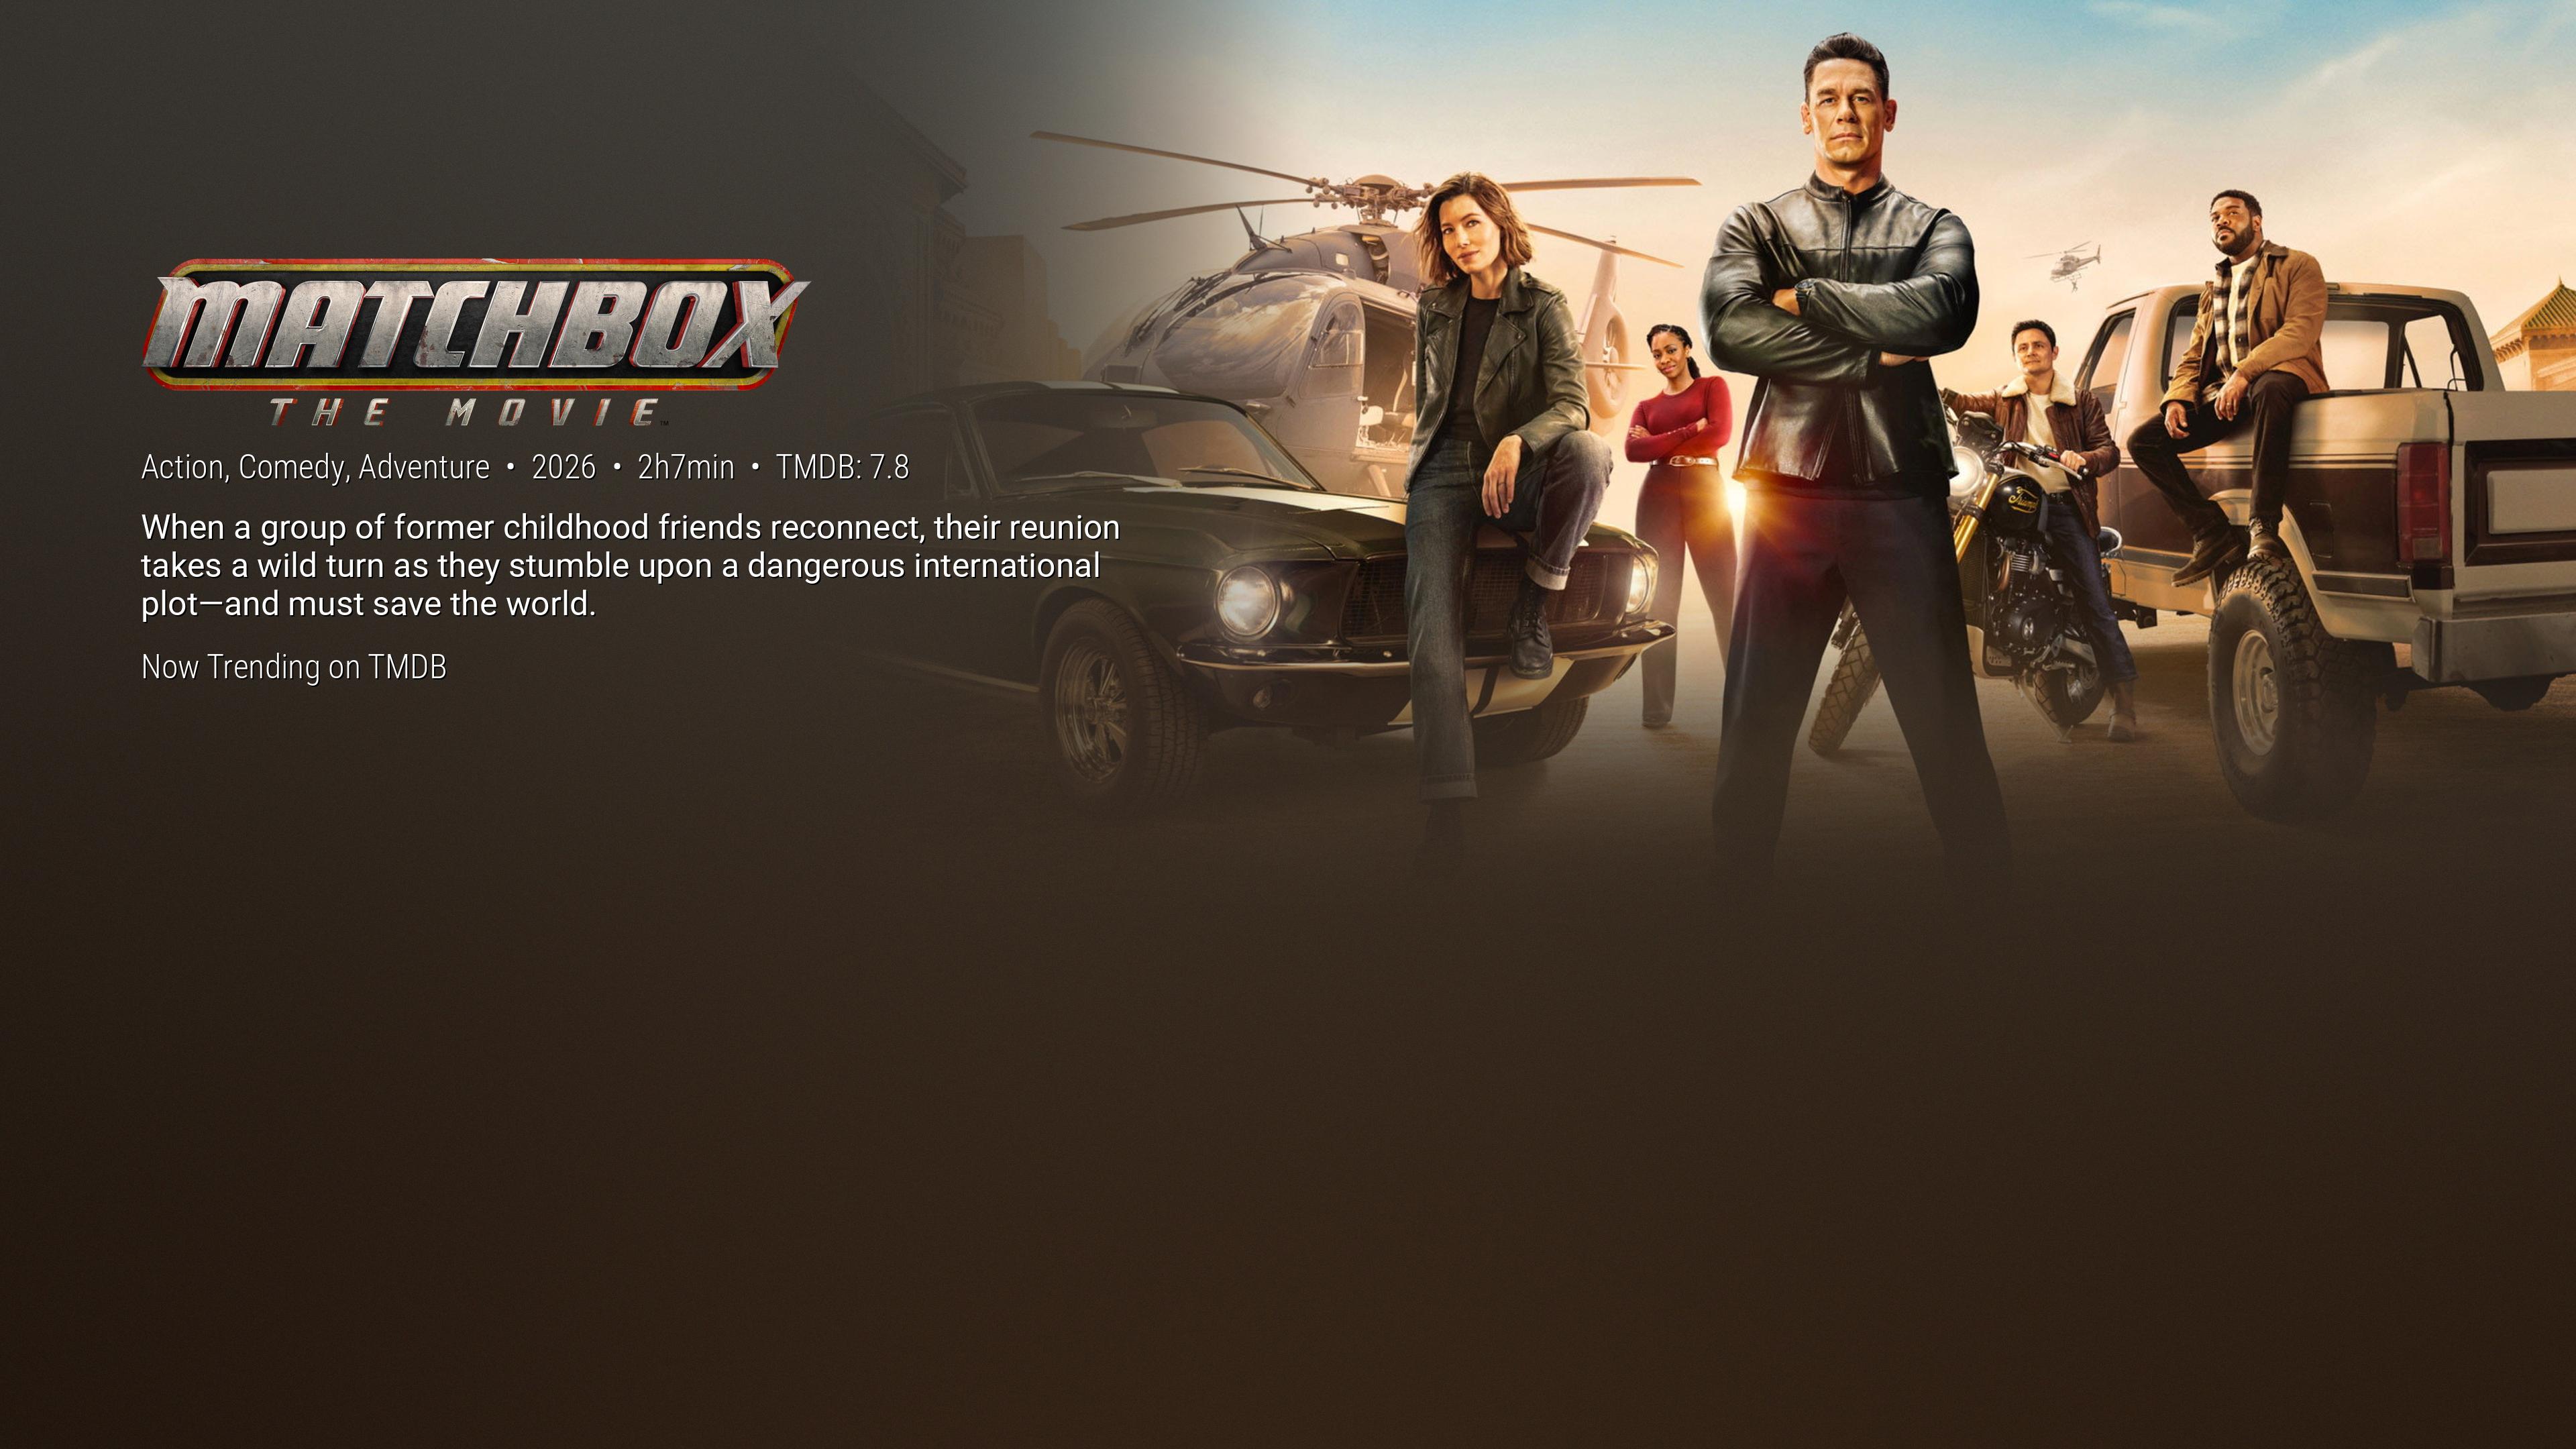 MATCHBOX
THE MOVIE™
Action, Comedy, Adventure • 2026 • 2h7min • TMDB: 7.8
When a group of former childhood friends reconnect, their reunion
takes a wild turn as they stumble upon a dangerous international
plot—and must save the world.
Now Trending on TMDB
Triumph